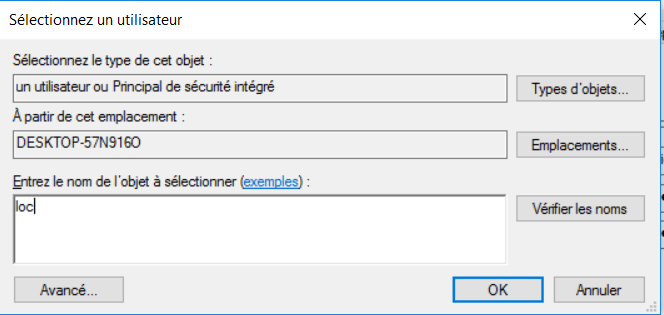 Sélectionnez un utilisateur
Sélectionnez le type de cet objet :
un utilisateur ou Principal de sécurité intégré
Types d'objets...
À partir de cet emplacement :
DESKTOP-57N916O
Emplacements...
Entrez le nom de l'objet à sélectionner (exemples) :
loc
Vérifier les noms
Avancé...
OK
Annuler